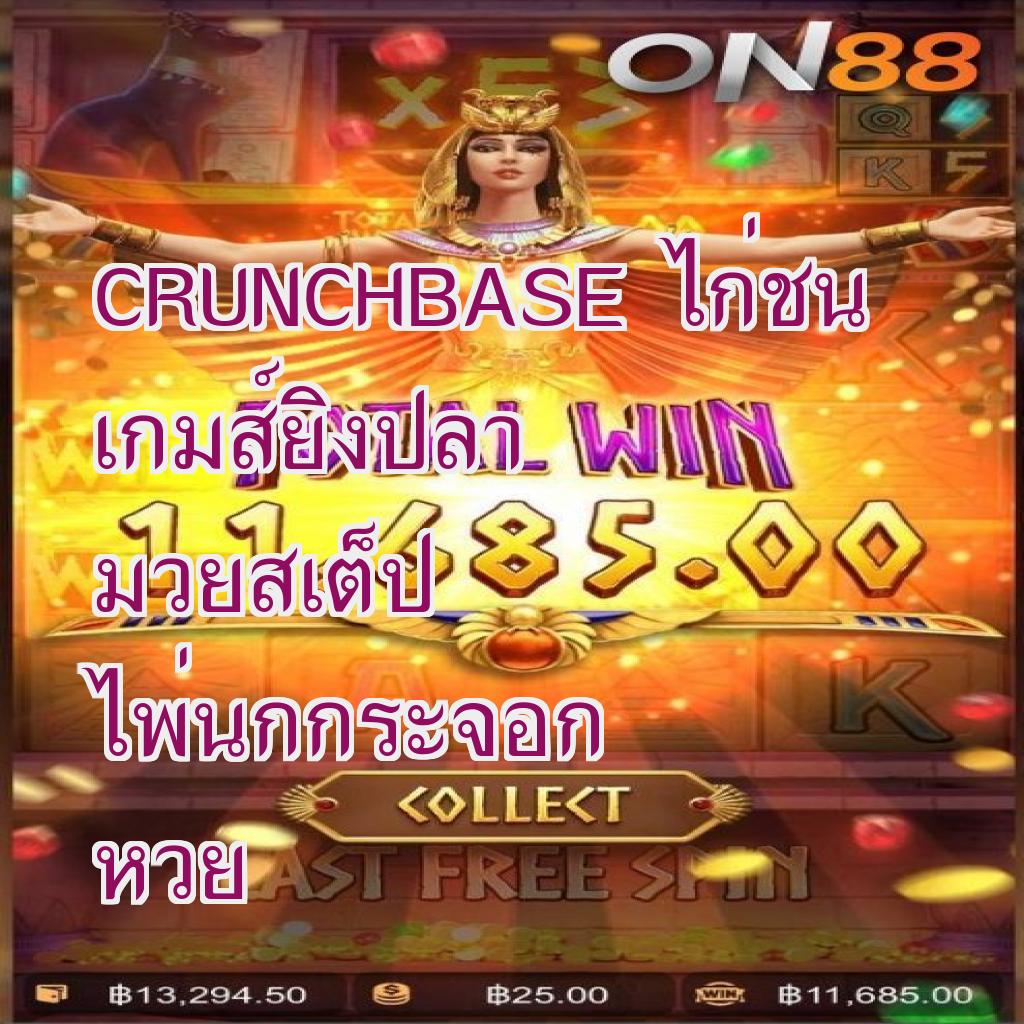 ON88
x53
Q
K 5
CRUNCHBASE ไก่ชน
เกมส์ยิงปลา
TOTAL WIN
11,685.00
มวยสเต็ป
ไพ่นกกระจอก
K
COLLECT
หวย
LAST FREE SPIN
฿13,294.50 ฿25.00 WIN ฿11,685.00